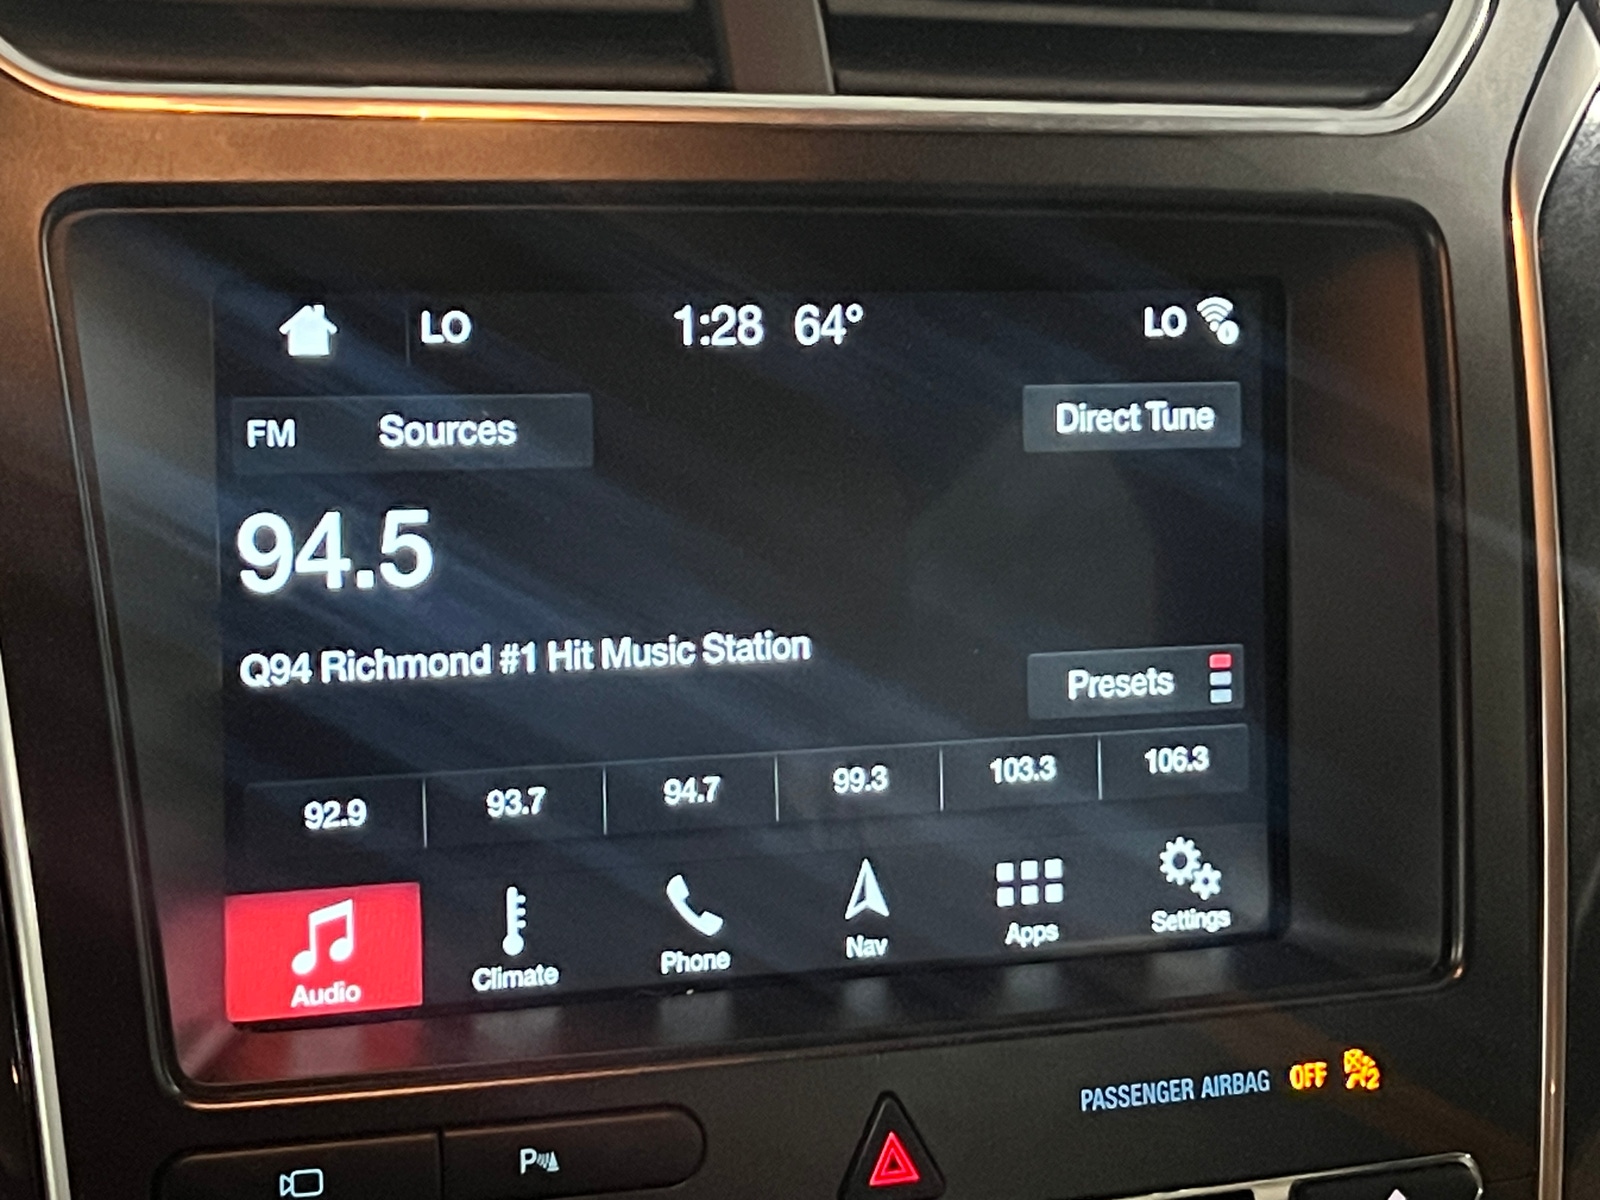 LO 1:28 64° LO
FM Sources Direct Tune
94.5
Q94 Richmond #1 Hit Music Station
Presets
92.9 93.7 94.7 99.3 103.3 106.3
Audio Climate Phone Nav Apps Settings
PASSENGER AIRBAG OFF
P